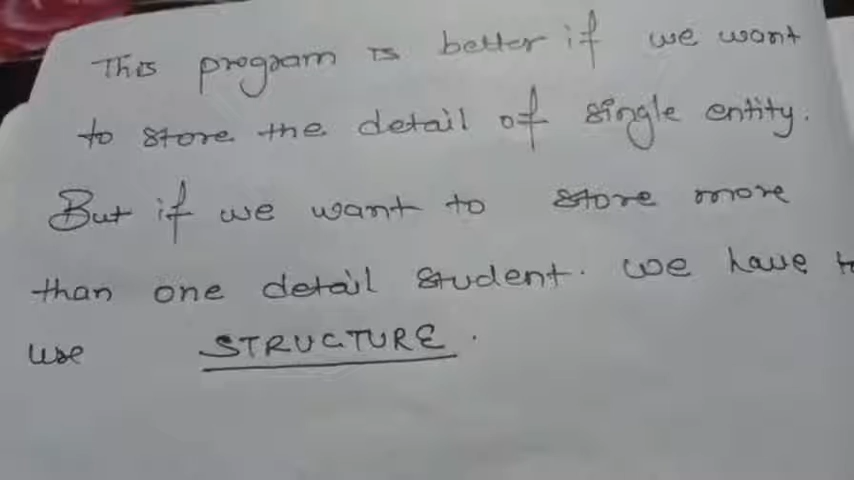 This program is better if we want
to store the detail of single entity.
But if we want to store more
than one detail student. we have to
use STRUCTURE.